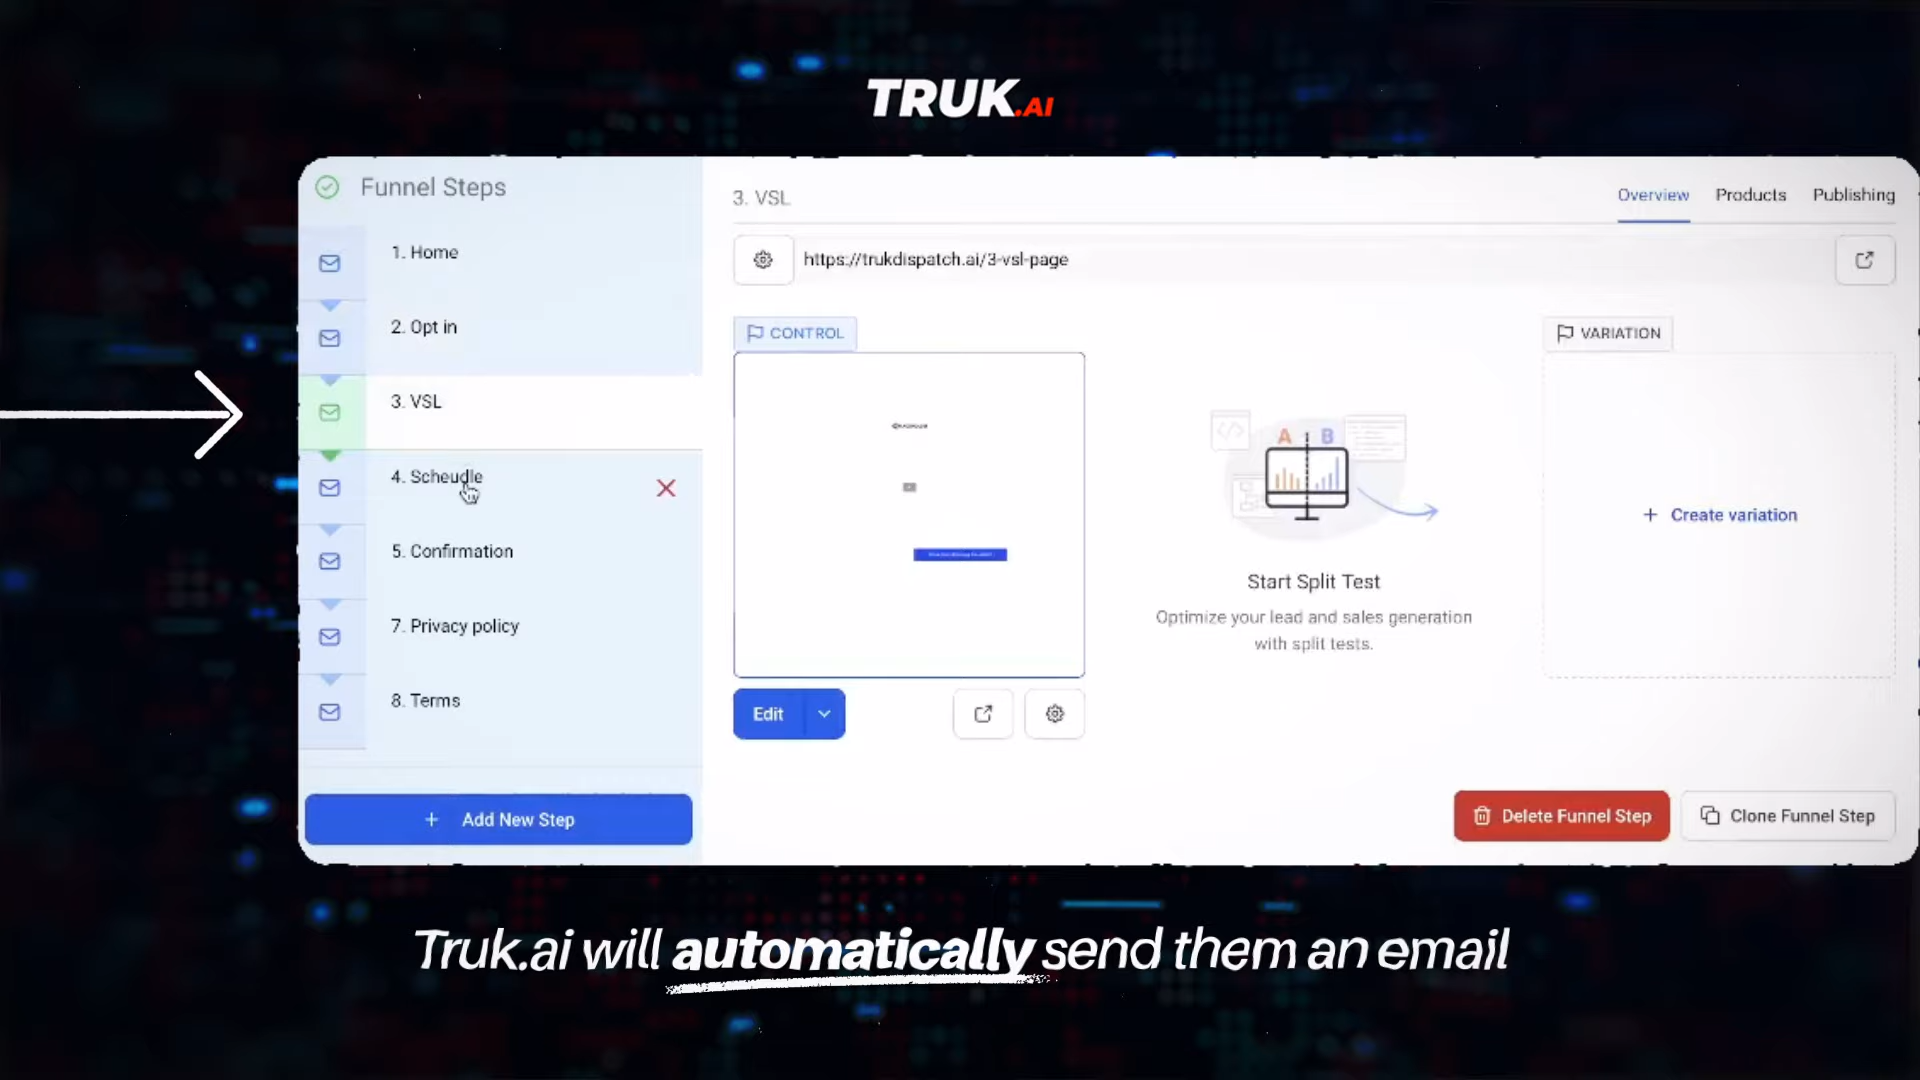 TRUK.AI
Funnel Steps
1. Home
2. Opt in
3. VSL
4. Scheudle
5. Confirmation
7. Privacy policy
8. Terms
+ Add New Step
3. VSL
Overview Products Publishing
https://trukdispatch.ai/3-vsl-page
CONTROL
VARIATION
A B
+ Create variation
Start Split Test
Optimize your lead and sales generation
with split tests.
Edit
Delete Funnel Step
Clone Funnel Step
Truk.ai will automatically send them an email